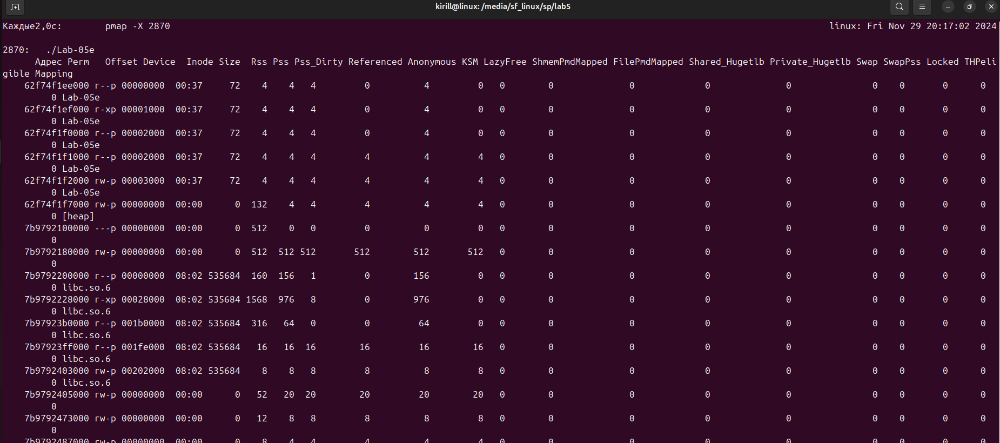 kirill@linux: /media/sf_linux/sp/lab5
Каждые2,0с: pmap -X 2870 linux: Fri Nov 29 20:17:02 2024
2870: ./Lab-05e
Адрес Perm Offset Device Inode Size Rss Pss Pss_Dirty Referenced Anonymous KSM LazyFree ShmemPmdMapped FilePmdMapped Shared_Hugetlb Private_Hugetlb Swap SwapPss Locked THPeli
gible Mapping
62f74f1ee000 r--p 00000000 00:37 72 4 4 4 0 4 0 0 0 0 0 0 0 0 0 0
0 Lab-05e
62f74f1ef000 r-xp 00001000 00:37 72 4 4 4 0 4 0 0 0 0 0 0 0 0 0 0
0 Lab-05e
62f74f1f0000 r--p 00002000 00:37 72 4 4 4 0 4 0 0 0 0 0 0 0 0 0 0
0 Lab-05e
62f74f1f1000 r--p 00002000 00:37 72 4 4 4 4 4 4 0 0 0 0 0 0 0 0 0
0 Lab-05e
62f74f1f2000 rw-p 00003000 00:37 72 4 4 4 4 4 4 0 0 0 0 0 0 0 0 0
0 Lab-05e
62f74f1f7000 rw-p 00000000 00:00 0 132 4 4 4 4 4 0 0 0 0 0 0 0 0 0
0 [heap]
7b9792100000 ---p 00000000 00:00 0 512 0 0 0 0 0 0 0 0 0 0 0 0 0 0
0
7b9792180000 rw-p 00000000 00:00 0 512 512 512 512 512 512 0 0 0 0 0 0 0 0 0
0
7b9792200000 r--p 00000000 08:02 535684 160 156 1 0 156 0 0 0 0 0 0 0 0 0 0
0 libc.so.6
7b9792228000 r-xp 00028000 08:02 535684 1568 976 8 0 976 0 0 0 0 0 0 0 0 0 0
0 libc.so.6
7b97923b0000 r--p 001b0000 08:02 535684 316 64 0 0 64 0 0 0 0 0 0 0 0 0 0
0 libc.so.6
7b97923ff000 r--p 001fe000 08:02 535684 16 16 16 16 16 16 0 0 0 0 0 0 0 0 0
0 libc.so.6
7b9792403000 rw-p 00202000 08:02 535684 8 8 8 8 8 8 0 0 0 0 0 0 0 0 0
0 libc.so.6
7b9792405000 rw-p 00000000 00:00 0 52 20 20 20 20 20 0 0 0 0 0 0 0 0 0
0
7b9792473000 rw-p 00000000 00:00 0 12 8 8 8 8 8 0 0 0 0 0 0 0 0 0
0
7b9792487000 rw-p 00000000 00:00 0 8 4 4 4 4 4 0 0 0 0 0 0 0 0 0